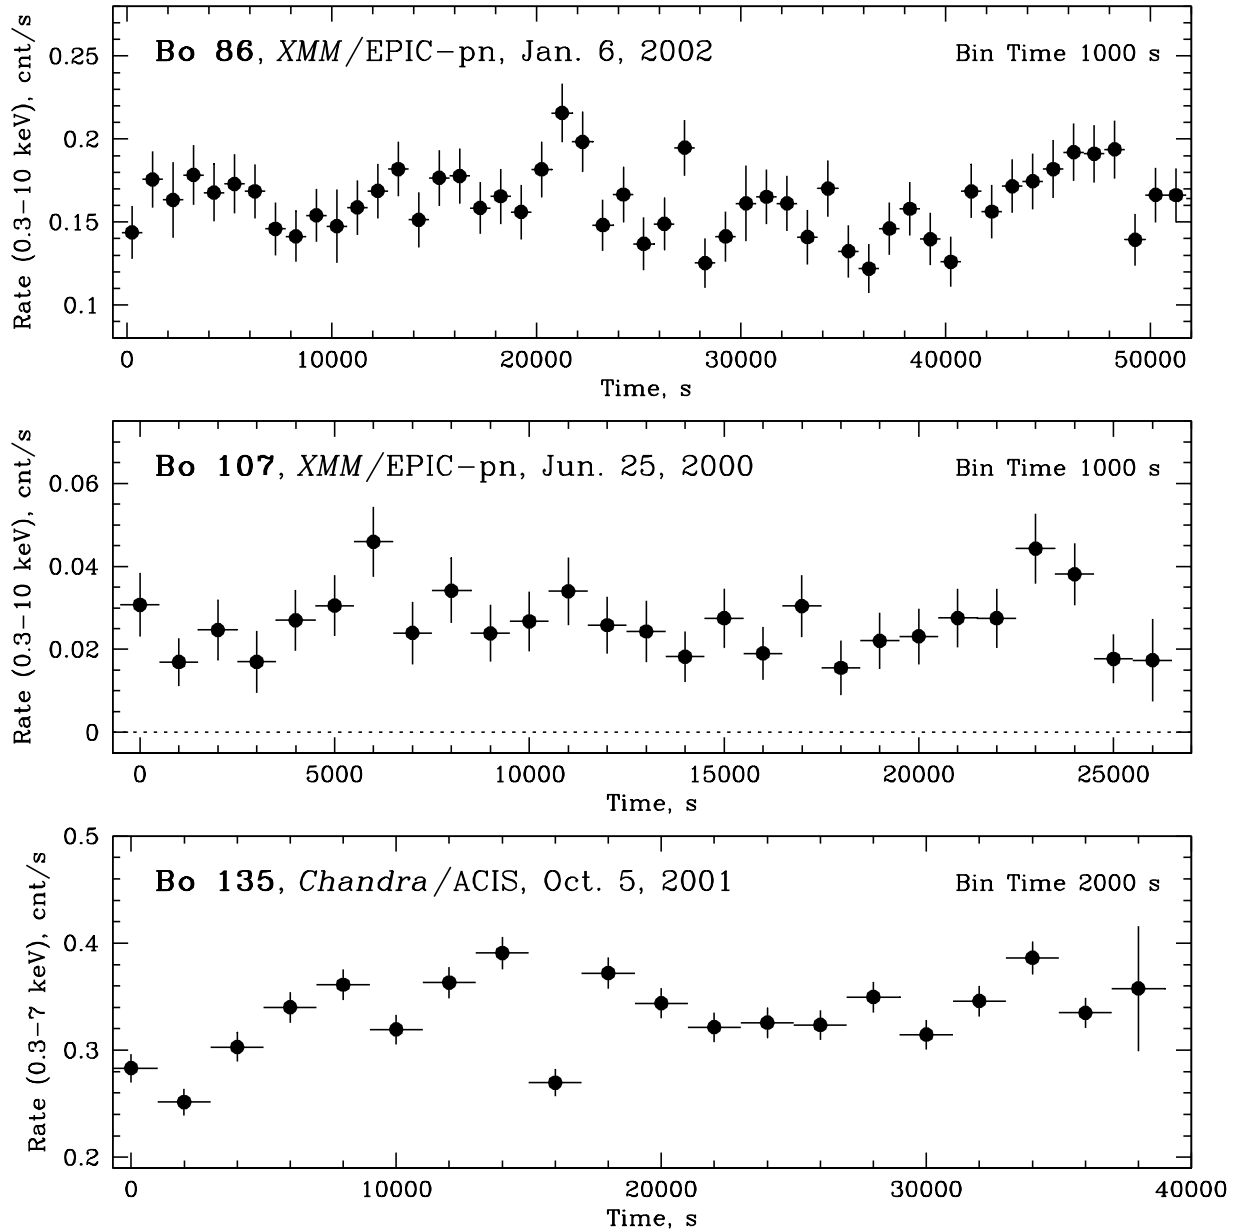 Bo 86, XMM/EPIC−pn, Jan. 6, 2002
Bin Time 1000 s
Rate (0.3−10 keV), cnt/s
0.25
0.2
0.15
0.1
0 10000 20000 30000 40000 50000
Time, s
Bo 107, XMM/EPIC−pn, Jun. 25, 2000
Bin Time 1000 s
Rate (0.3−10 keV), cnt/s
0.06
0.04
0.02
0
0 5000 10000 15000 20000 25000
Time, s
Bo 135, Chandra/ACIS, Oct. 5, 2001
Bin Time 2000 s
Rate (0.3−7 keV), cnt/s
0.5
0.4
0.3
0.2
0 10000 20000 30000 40000
Time, s